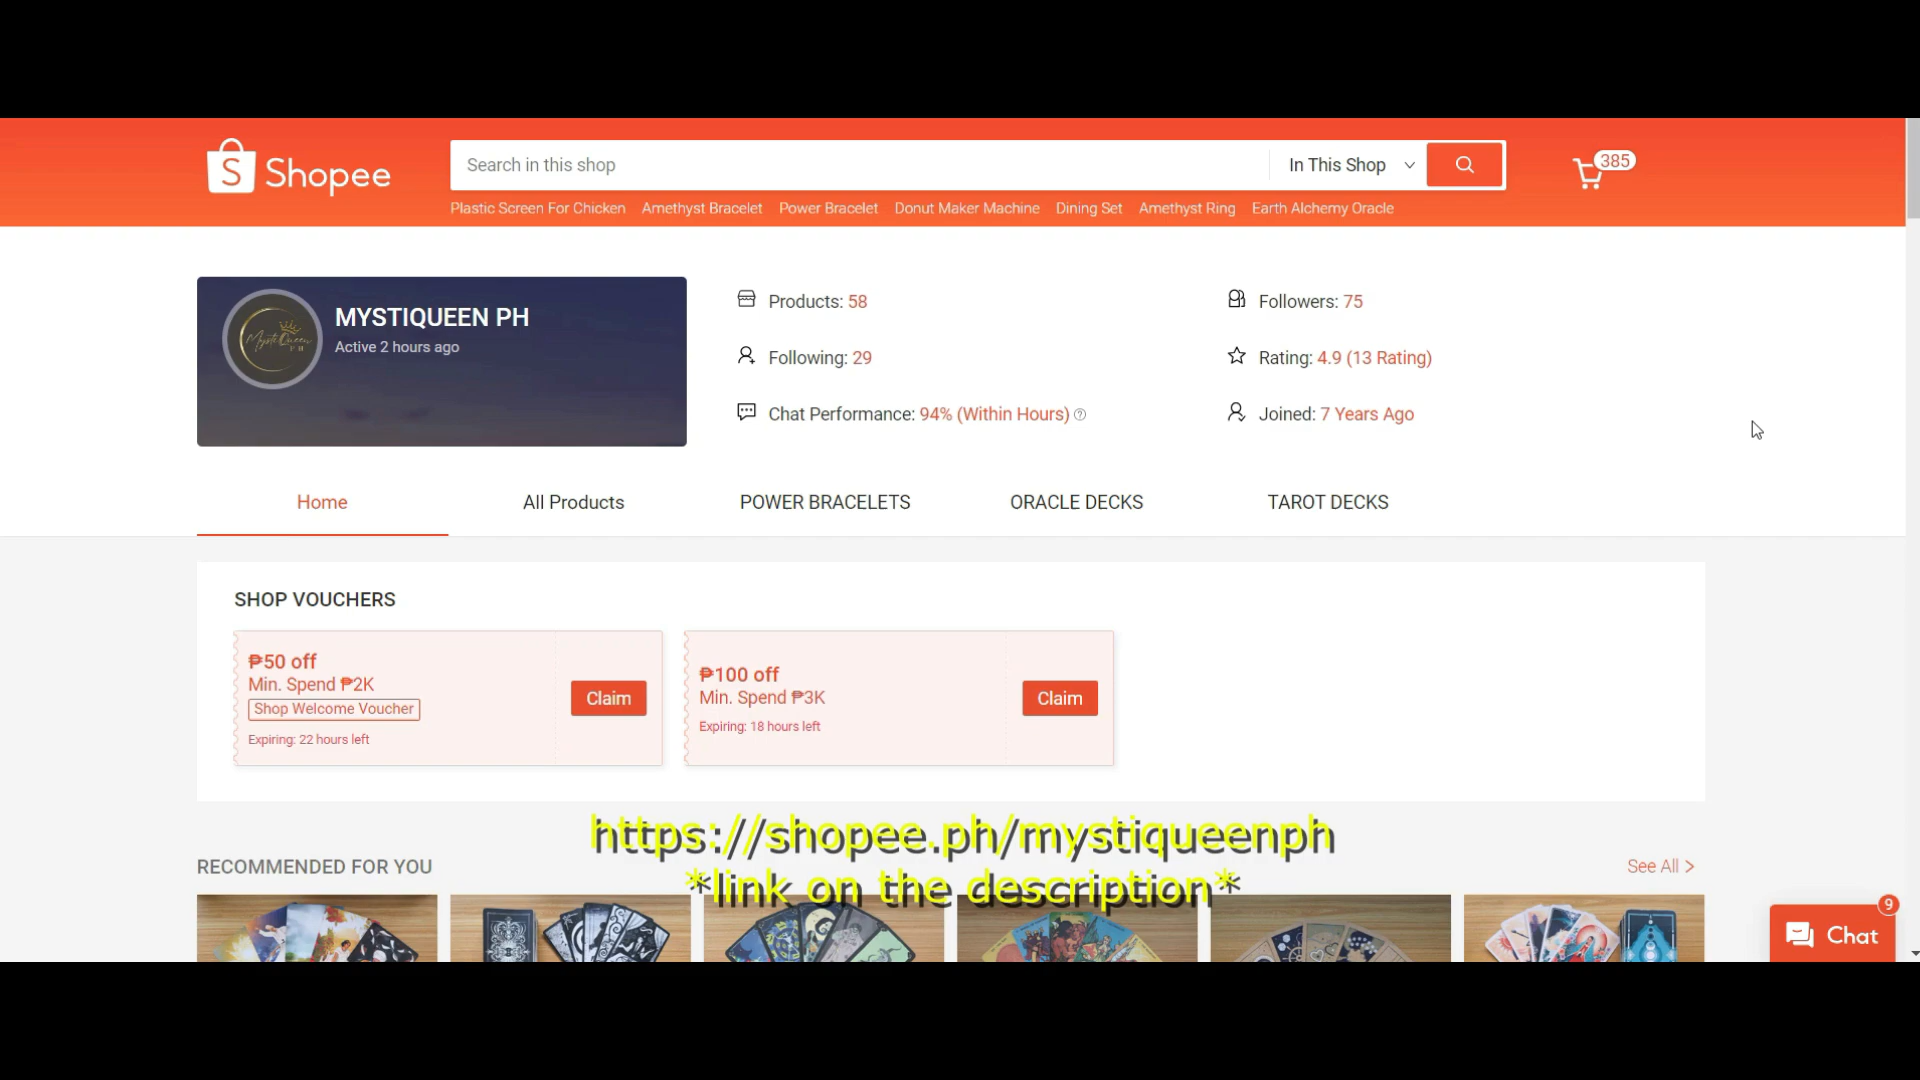 Shopee
Search in this shop
In This Shop
385
Plastic Screen For Chicken Amethyst Bracelet Power Bracelet Donut Maker Machine Dining Set Amethyst Ring Earth Alchemy Oracle
MystiQueen
PH
MYSTIQUEEN PH
Active 2 hours ago
Products: 58
Followers: 75
Following: 29
Rating: 4.9 (13 Rating)
Chat Performance: 94% (Within Hours) ?
Joined: 7 Years Ago
Home
All Products
POWER BRACELETS
ORACLE DECKS
TAROT DECKS
SHOP VOUCHERS
₱50 off
Min. Spend ₱2K
Shop Welcome Voucher
Expiring: 22 hours left
Claim
₱100 off
Min. Spend ₱3K
Expiring: 18 hours left
Claim
https://shopee.ph/mystiqueenph
*link on the description*
RECOMMENDED FOR YOU
See All >
9
Chat